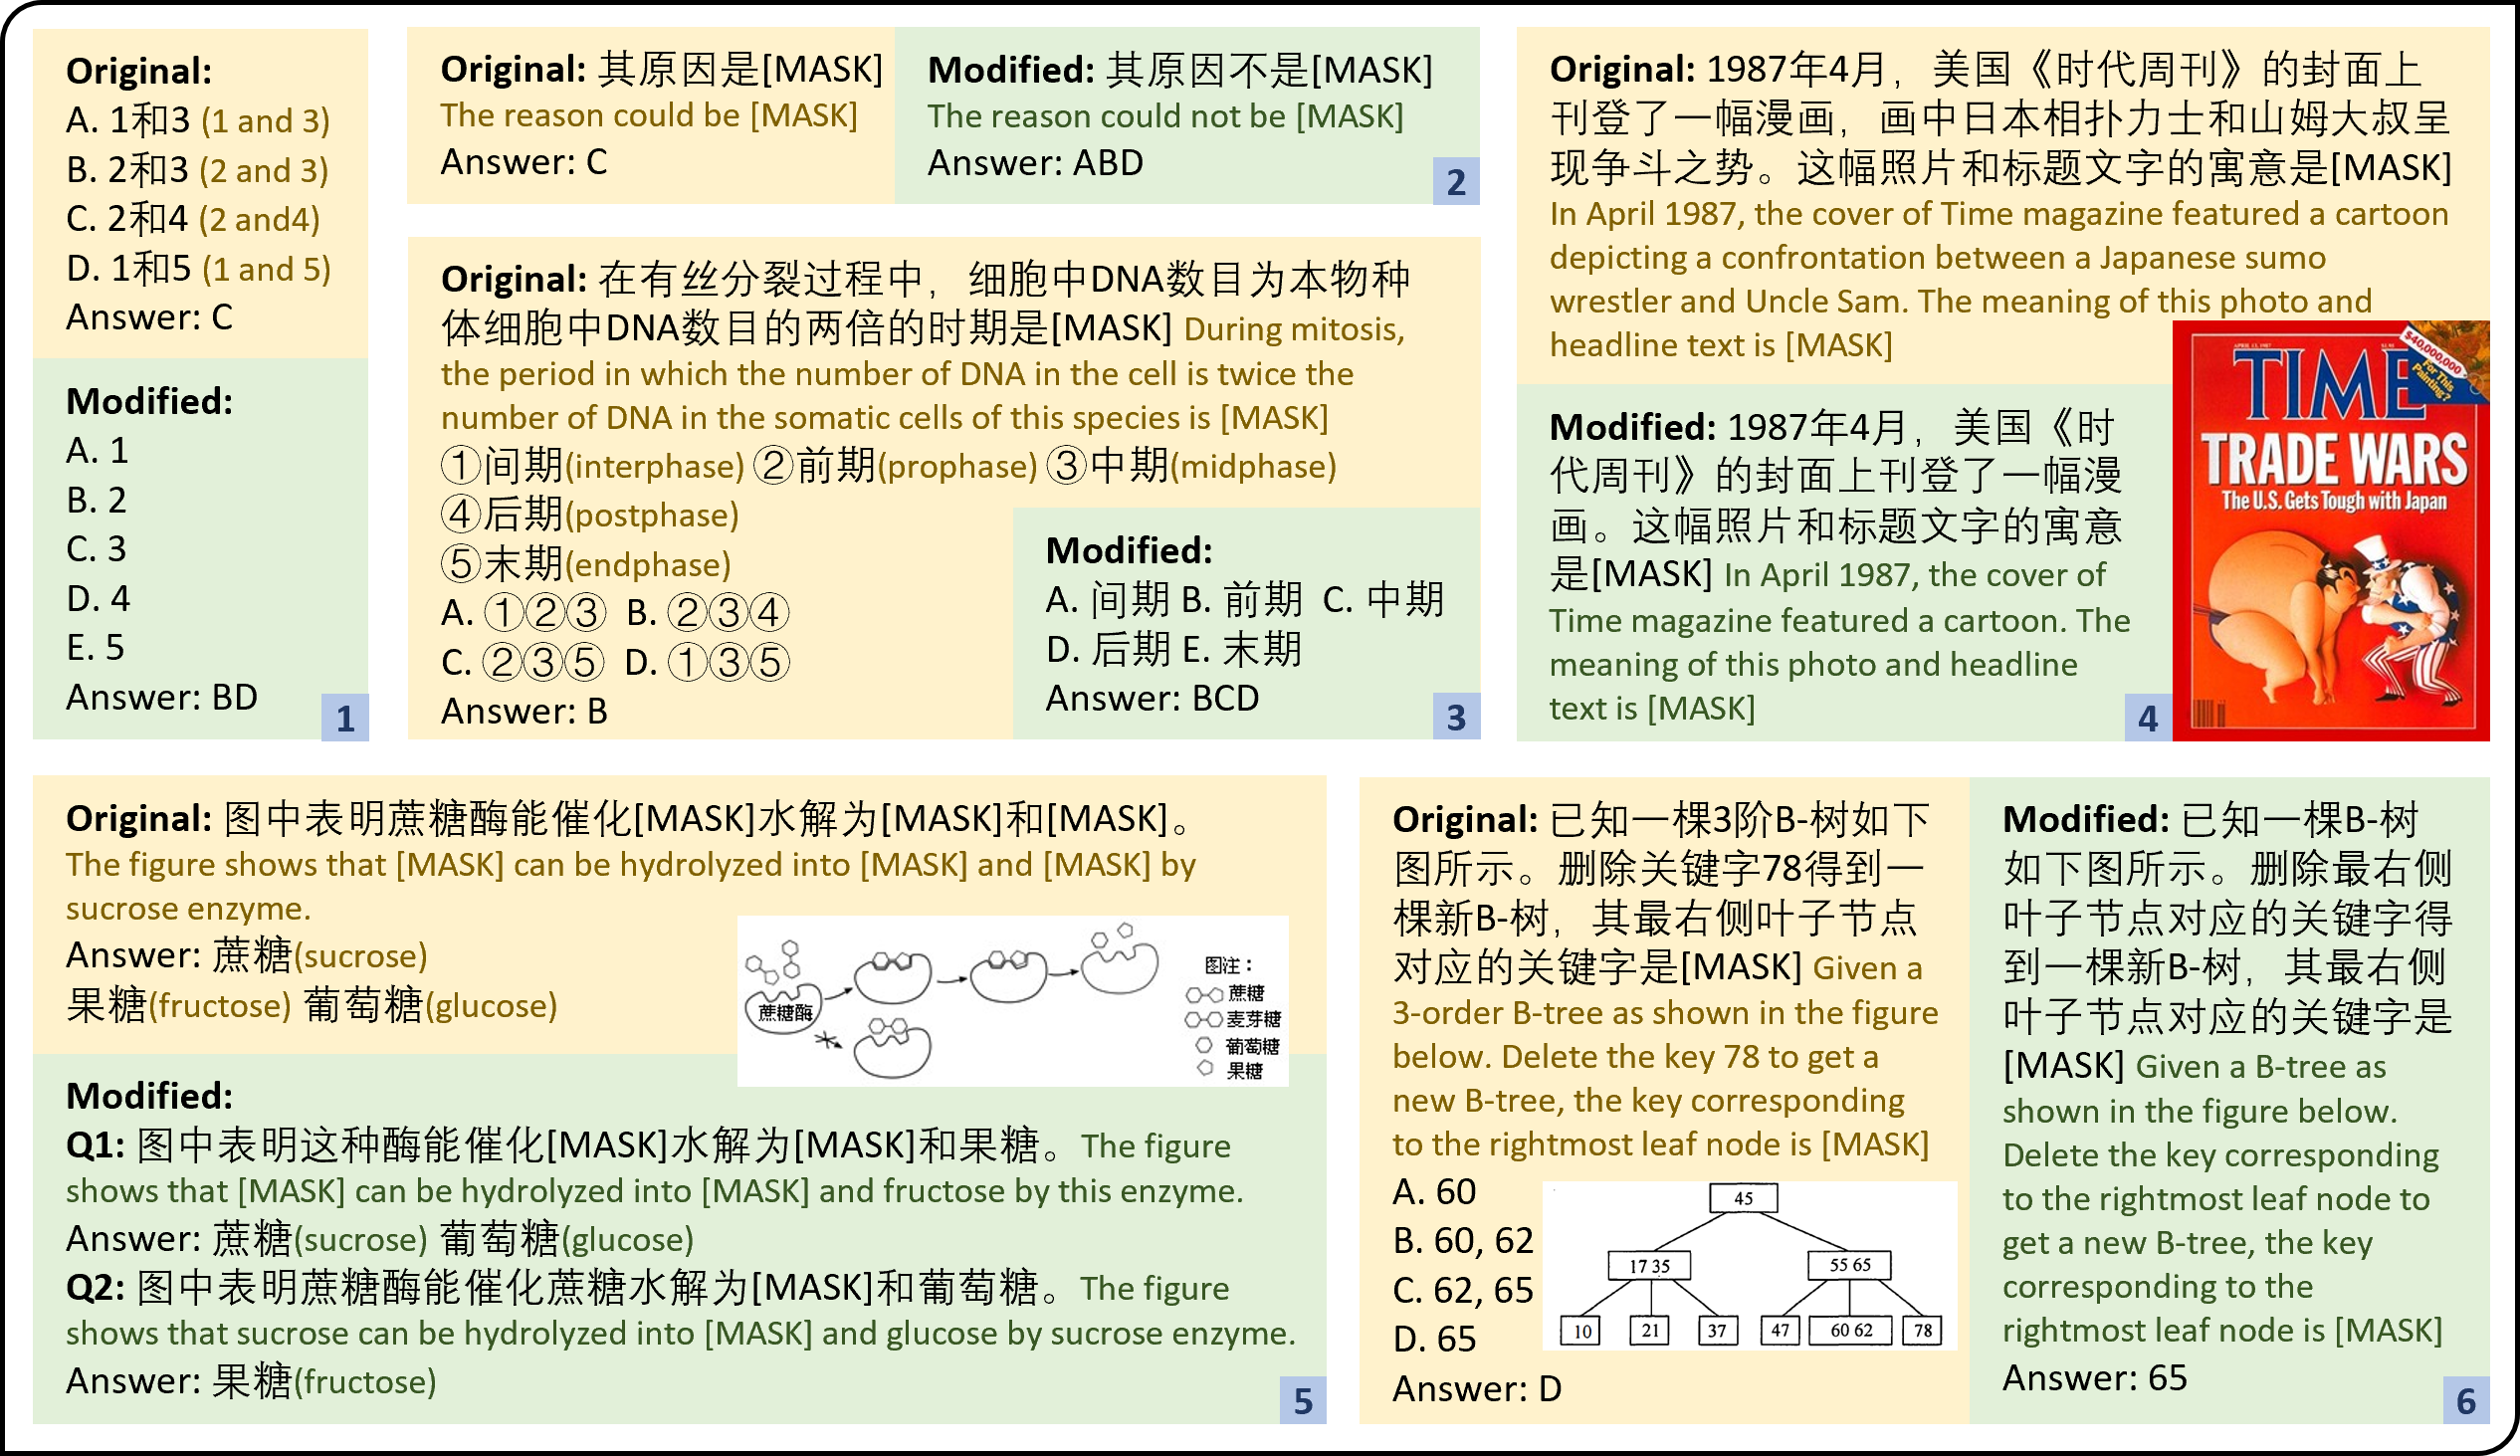 Original:
A. 1和3 (1 and 3)
B. 2和3 (2 and 3)
C. 2和4 (2 and4)
D. 1和5 (1 and 5)
Answer: C
Modified:
A. 1
B. 2
C. 3
D. 4
E. 5
Answer: BD
1
Original: 其原因是[MASK]
The reason could be [MASK]
Answer: C
Modified: 其原因不是[MASK]
The reason could not be [MASK]
Answer: ABD
2
Original: 在有丝分裂过程中，细胞中DNA数目为本物种
体细胞中DNA数目的两倍的时期是[MASK] During mitosis,
the period in which the number of DNA in the cell is twice the
number of DNA in the somatic cells of this species is [MASK]
①间期(interphase) ②前期(prophase) ③中期(midphase)
④后期(postphase)
⑤末期(endphase)
A. ①②③ B. ②③④
C. ②③⑤ D. ①③⑤
Answer: B
Modified:
A. 间期 B. 前期 C. 中期
D. 后期 E. 末期
Answer: BCD
3
Original: 1987年4月，美国《时代周刊》的封面上
刊登了一幅漫画，画中日本相扑力士和山姆大叔呈
现争斗之势。这幅照片和标题文字的寓意是[MASK]
In April 1987, the cover of Time magazine featured a cartoon
depicting a confrontation between a Japanese sumo
wrestler and Uncle Sam. The meaning of this photo and
headline text is [MASK]
Modified: 1987年4月，美国《时
代周刊》的封面上刊登了一幅漫
画。这幅照片和标题文字的寓意
是[MASK] In April 1987, the cover of
Time magazine featured a cartoon. The
meaning of this photo and headline
text is [MASK]
4
$40,000,000
For This
Painting?
TIME
TRADE WARS
The U.S. Gets Tough with Japan
Original: 图中表明蔗糖酶能催化[MASK]水解为[MASK]和[MASK]。
The figure shows that [MASK] can be hydrolyzed into [MASK] and [MASK] by
sucrose enzyme.
Answer: 蔗糖(sucrose)
果糖(fructose) 葡萄糖(glucose)
蔗糖酶
图注：
蔗糖
麦芽糖
葡萄糖
果糖
Modified:
Q1: 图中表明这种酶能催化[MASK]水解为[MASK]和果糖。The figure
shows that [MASK] can be hydrolyzed into [MASK] and fructose by this enzyme.
Answer: 蔗糖(sucrose) 葡萄糖(glucose)
Q2: 图中表明蔗糖酶能催化蔗糖水解为[MASK]和葡萄糖。The figure
shows that sucrose can be hydrolyzed into [MASK] and glucose by sucrose enzyme.
Answer: 果糖(fructose)
5
Original: 已知一棵3阶B-树如下
图所示。删除关键字78得到一
棵新B-树，其最右侧叶子节点
对应的关键字是[MASK] Given a
3-order B-tree as shown in the figure
below. Delete the key 78 to get a
new B-tree, the key corresponding
to the rightmost leaf node is [MASK]
A. 60
B. 60, 62
C. 62, 65
D. 65
Answer: D
45
17 35
55 65
10
21
37
47
60 62
78
Modified: 已知一棵B-树
如下图所示。删除最右侧
叶子节点对应的关键字得
到一棵新B-树，其最右侧
叶子节点对应的关键字是
[MASK] Given a B-tree as
shown in the figure below.
Delete the key corresponding
to the rightmost leaf node to
get a new B-tree, the key
corresponding to the
rightmost leaf node is [MASK]
Answer: 65
6